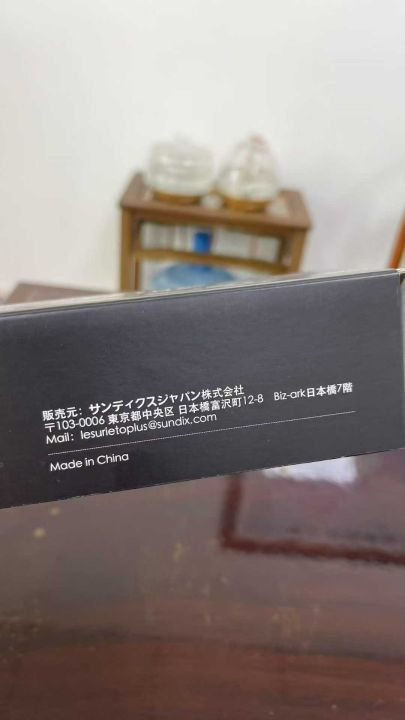 販売元：サンディクスジャパン株式会社
〒103-0006 東京都中央区 日本橋富沢町12-8　Biz-ark日本橋7階
Mail：lesurietoplus@sundix.com
Made in China